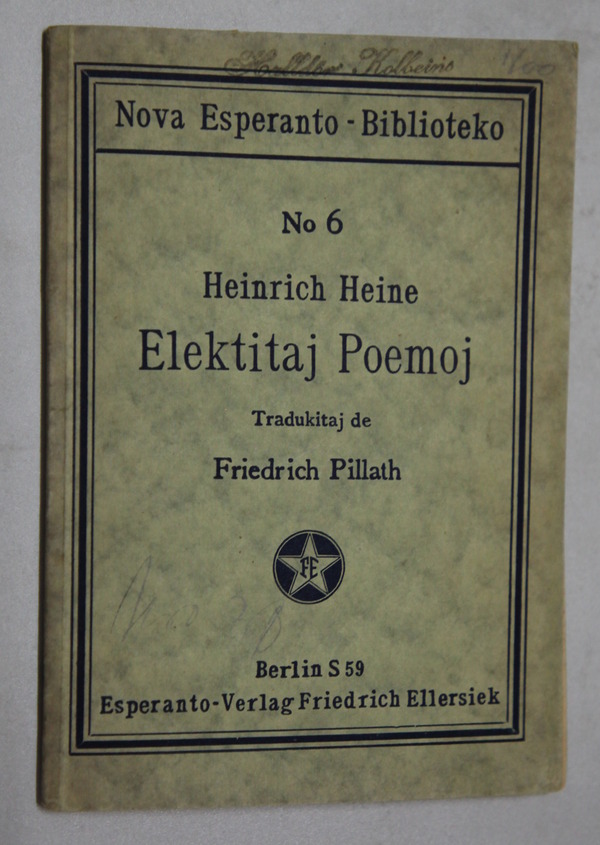 Kolbeins
Nova Esperanto - Biblioteko
No 6
Heinrich Heine
Elektitaj Poemoj
Tradukitaj de
Friedrich Pillath
FE
Berlin S 59
Esperanto-Verlag Friedrich Ellersiek